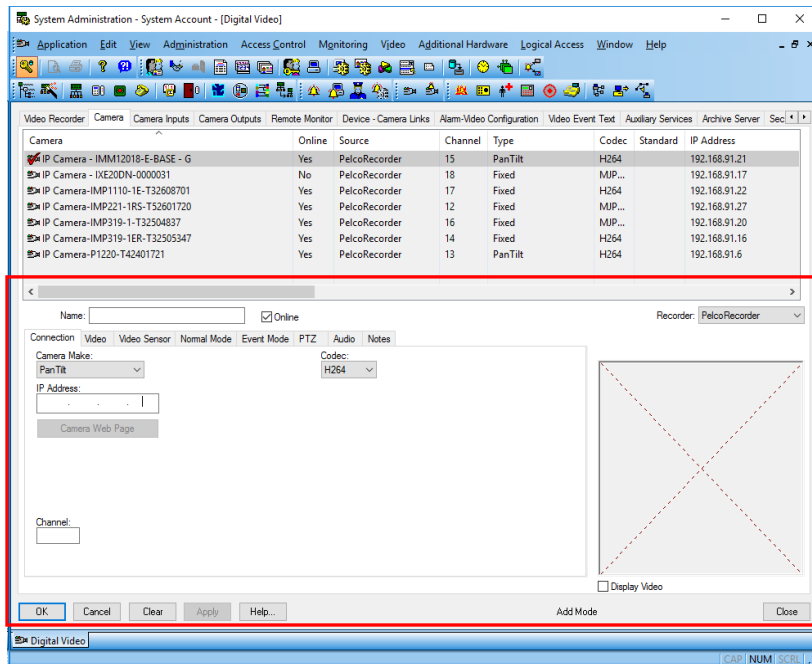 System Administration - System Account - [Digital Video]
Application Edit View Administration Access Control Monitoring Video Additional Hardware Logical Access Window Help
Video Recorder Camera Camera Inputs Camera Outputs Remote Monitor Device - Camera Links Alarm-Video Configuration Video Event Text Auxiliary Services Archive Server Sec
Camera Online Source Channel Type Codec Standard IP Address
IP Camera - IMM12018-E-BASE - G Yes PelcoRecorder 15 PanTilt H264 192.168.91.21
IP Camera - IXE20DN-0000031 No PelcoRecorder 18 Fixed MJP... 192.168.91.17
IP Camera-IMP1110-1E-T32608701 Yes PelcoRecorder 17 Fixed H264 192.168.91.22
IP Camera-IMP221-1RS-T52601720 Yes PelcoRecorder 12 Fixed MJP... 192.168.91.27
IP Camera-IMP319-1-T32504837 Yes PelcoRecorder 16 Fixed MJP... 192.168.91.20
IP Camera-IMP319-1ER-T32505347 Yes PelcoRecorder 14 Fixed H264 192.168.91.16
IP Camera-P1220-T42401721 Yes PelcoRecorder 13 PanTilt H264 192.168.91.6
Name: Online Recorder: PelcoRecorder
Connection Video Video Sensor Normal Mode Event Mode PTZ Audio Notes
Camera Make: Codec:
PanTilt H264
IP Address:
. . .
Camera Web Page
Channel:
Display Video
OK Cancel Clear Apply Help... Add Mode Close
Digital Video
CAP NUM SCRL